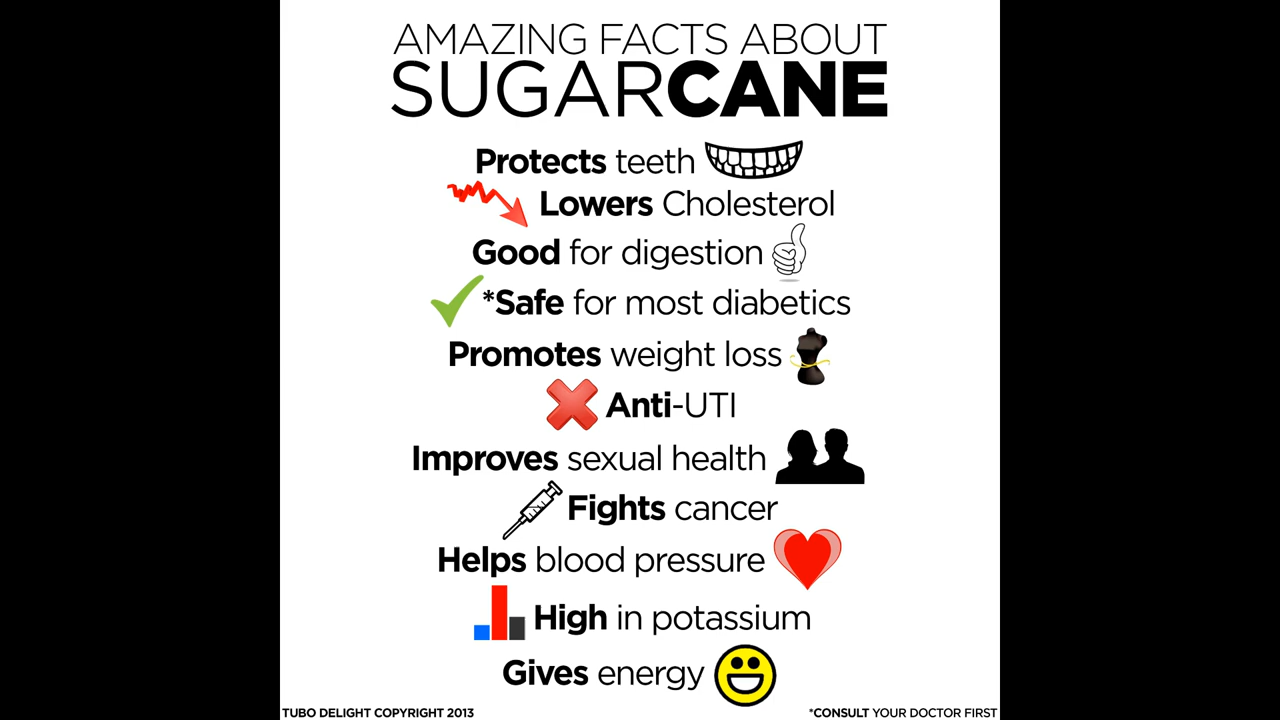 AMAZING FACTS ABOUT
SUGARCANE
Protects teeth
Lowers Cholesterol
Good for digestion
*Safe for most diabetics
Promotes weight loss
Anti-UTI
Improves sexual health
Fights cancer
Helps blood pressure
High in potassium
Gives energy
TUBO DELIGHT COPYRIGHT 2013
*CONSULT YOUR DOCTOR FIRST